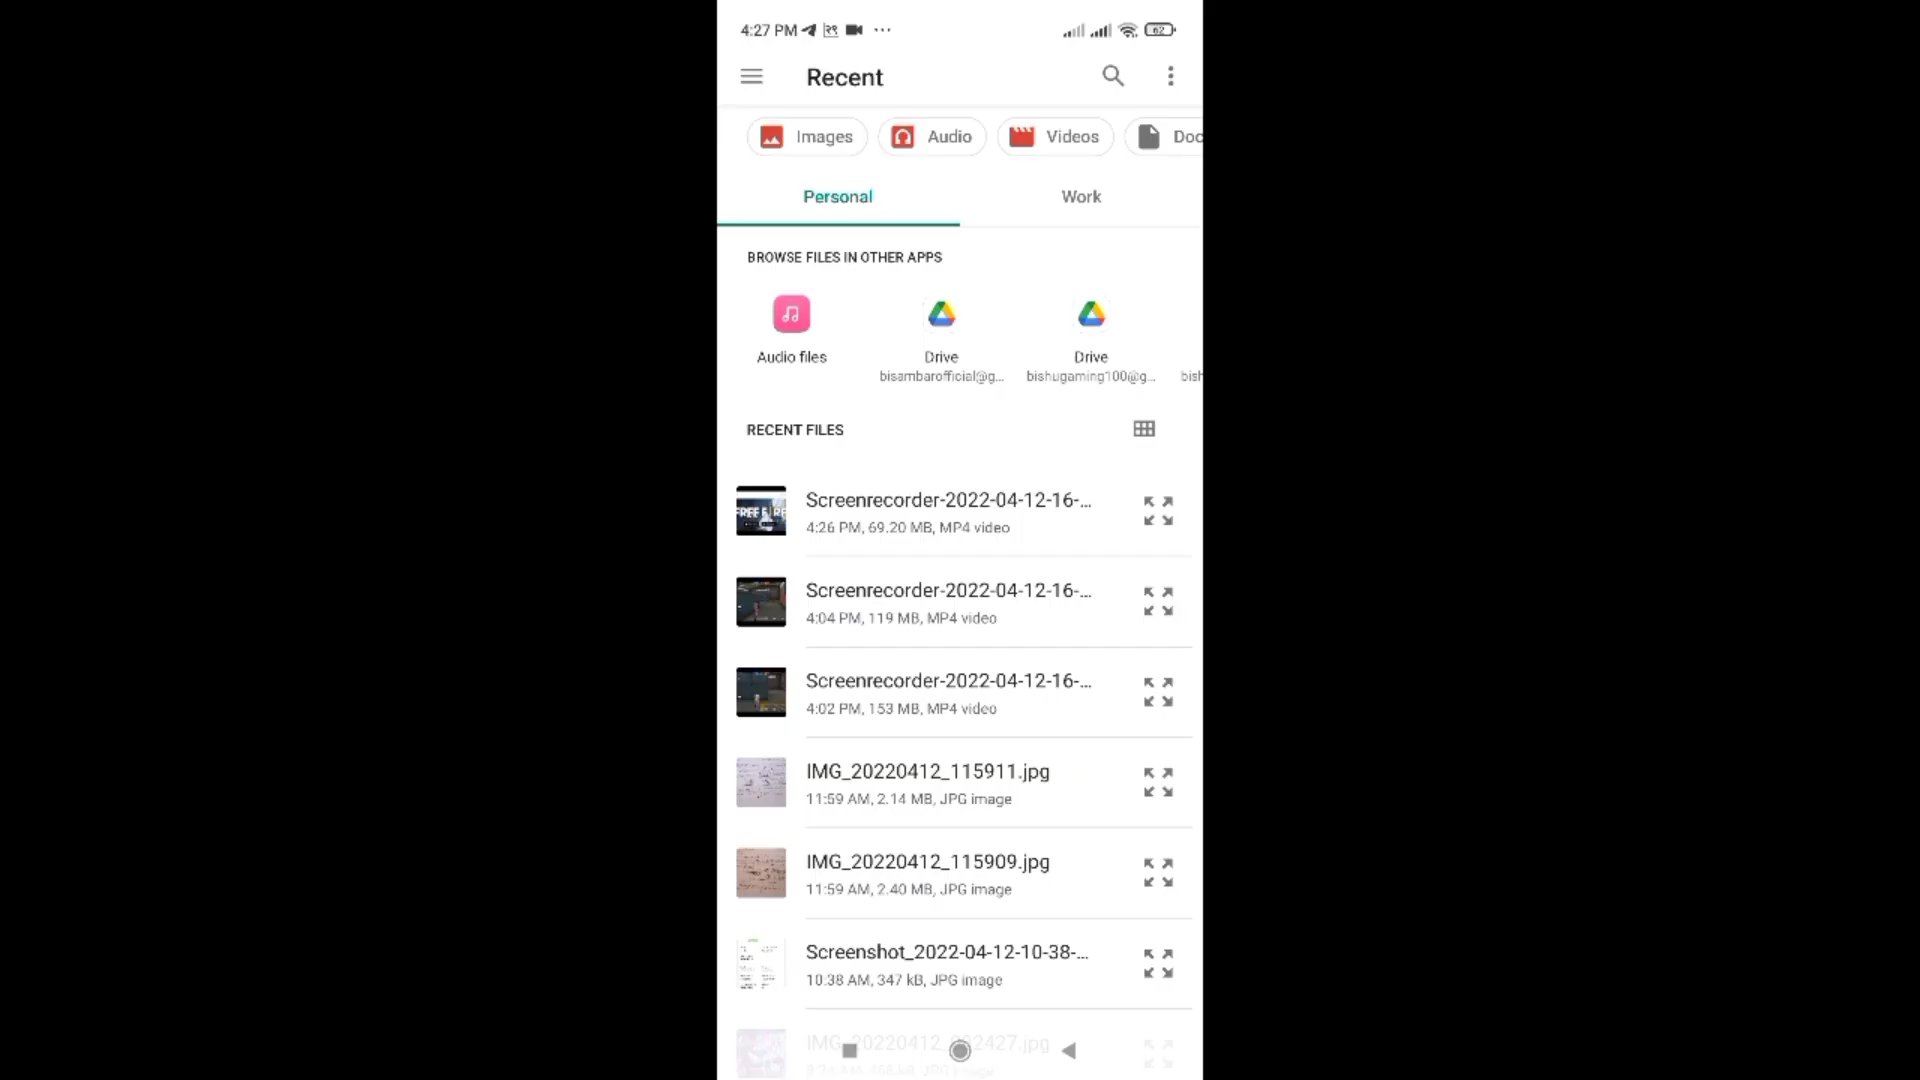 4:27 PM
62
Recent
Images
Audio
Videos
Doc
Personal
Work
BROWSE FILES IN OTHER APPS
Audio files
Drive
bisambarofficial@g...
Drive
bishugaming100@g...
bish
RECENT FILES
Screenrecorder-2022-04-12-16-...
4:26 PM, 69.20 MB, MP4 video
Screenrecorder-2022-04-12-16-...
4:04 PM, 119 MB, MP4 video
Screenrecorder-2022-04-12-16-...
4:02 PM, 153 MB, MP4 video
IMG_20220412_115911.jpg
11:59 AM, 2.14 MB, JPG image
IMG_20220412_115909.jpg
11:59 AM, 2.40 MB, JPG image
Screenshot_2022-04-12-10-38-...
10:38 AM, 347 kB, JPG image